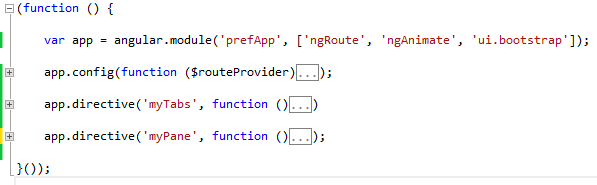 (function () {
var app = angular.module('prefApp', ['ngRoute', 'ngAnimate', 'ui.bootstrap']);
app.config(function ($routeProvider)...);
app.directive('myTabs', function ()...)
app.directive('myPane', function ()...);
}());